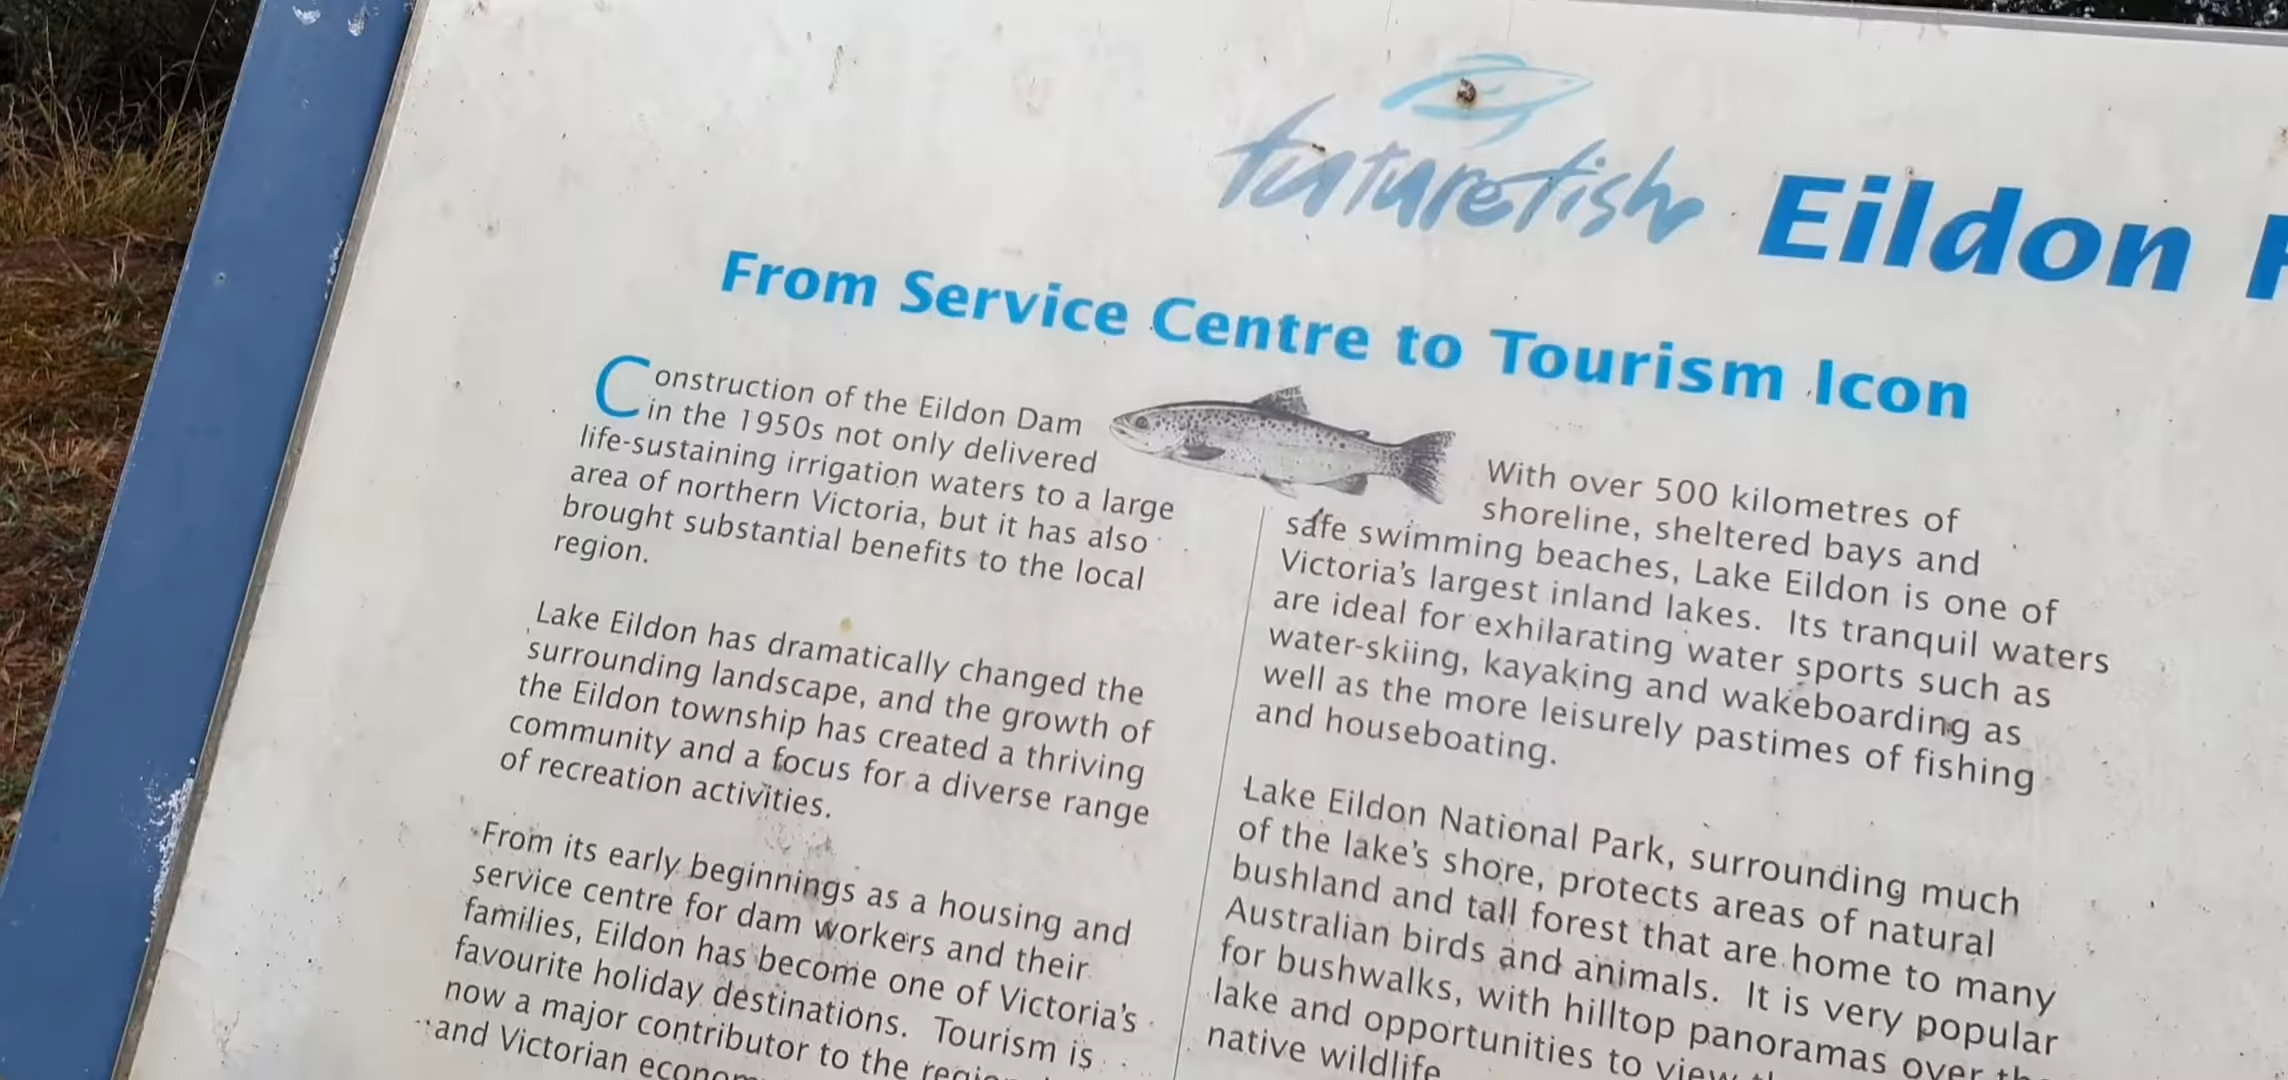 futurefish Eildon
From Service Centre to Tourism Icon
Construction of the Eildon Dam
in the 1950s not only delivered
life-sustaining irrigation waters to a large
area of northern Victoria, but it has also
brought substantial benefits to the local
region.
Lake Eildon has dramatically changed the
surrounding landscape, and the growth of
the Eildon township has created a thriving
community and a focus for a diverse range
of recreation activities.
From its early beginnings as a housing and
service centre for dam workers and their
families, Eildon has become one of Victoria's
favourite holiday destinations. Tourism is
now a major contributor to the
and Victorian
With over 500 kilometres of
shoreline, sheltered bays and
safe swimming beaches, Lake Eildon is one of
Victoria's largest inland lakes. Its tranquil waters
are ideal for exhilarating water sports such as
water-skiing, kayaking and wakeboarding as
well as the more leisurely pastimes of fishing
and houseboating.
Lake Eildon National Park, surrounding much
of the lake's shore, protects areas of natural
bushland and tall forest that are home to many
Australian birds and animals. It is very popular
for bushwalks, with hilltop panoramas over
lake and opportunities to view
native wildlife